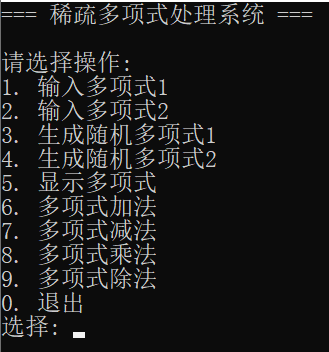 === 稀疏多项式处理系统 ===
请选择操作:
1. 输入多项式1
2. 输入多项式2
3. 生成随机多项式1
4. 生成随机多项式2
5. 显示多项式
6. 多项式加法
7. 多项式减法
8. 多项式乘法
9. 多项式除法
0. 退出
选择: